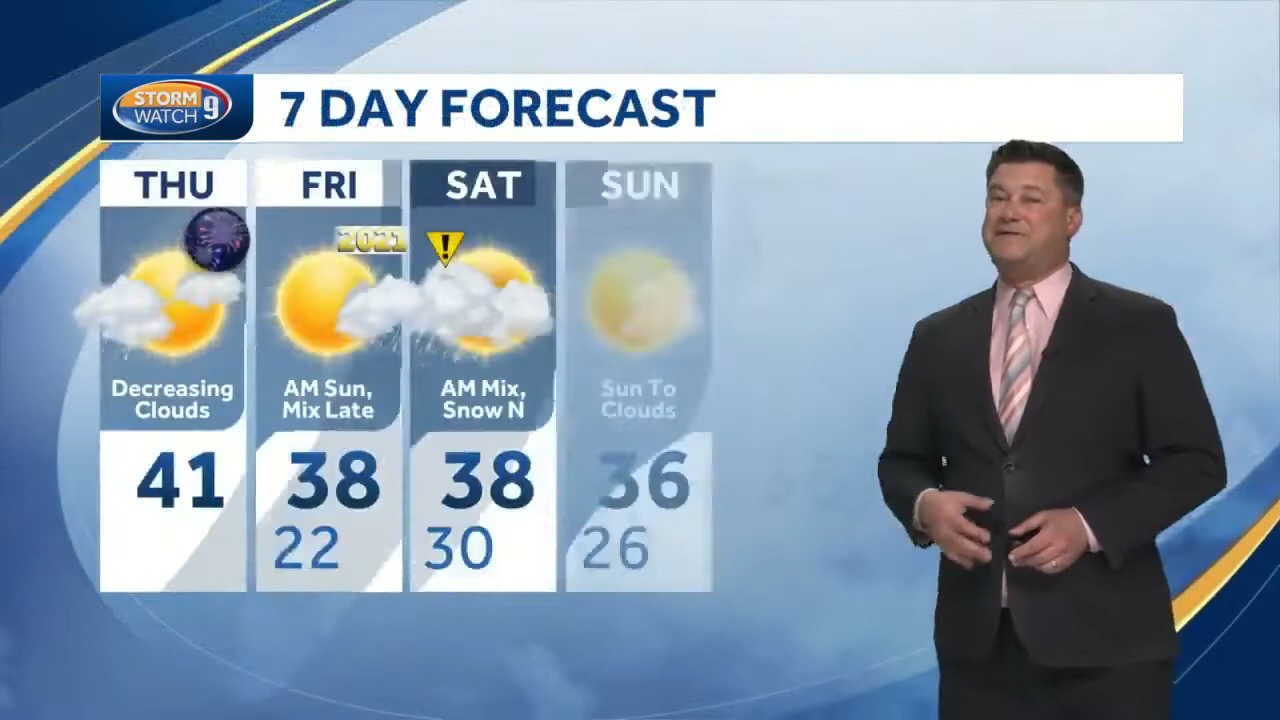 STORM
WATCH 9
7 DAY FORECAST
THU
FRI
SAT
SUN
2021
!
Decreasing
Clouds
AM Sun,
Mix Late
AM Mix,
Snow N
Sun To
Clouds
41
38
38
36
22
30
26